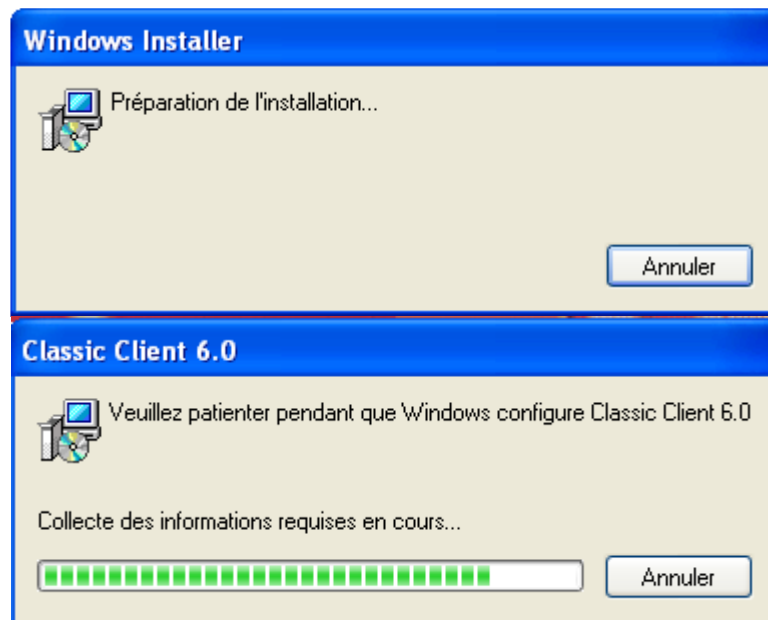 Windows Installer
Préparation de l'installation...
Annuler
Classic Client 6.0
Veuillez patienter pendant que Windows configure Classic Client 6.0
Collecte des informations requises en cours...
Annuler